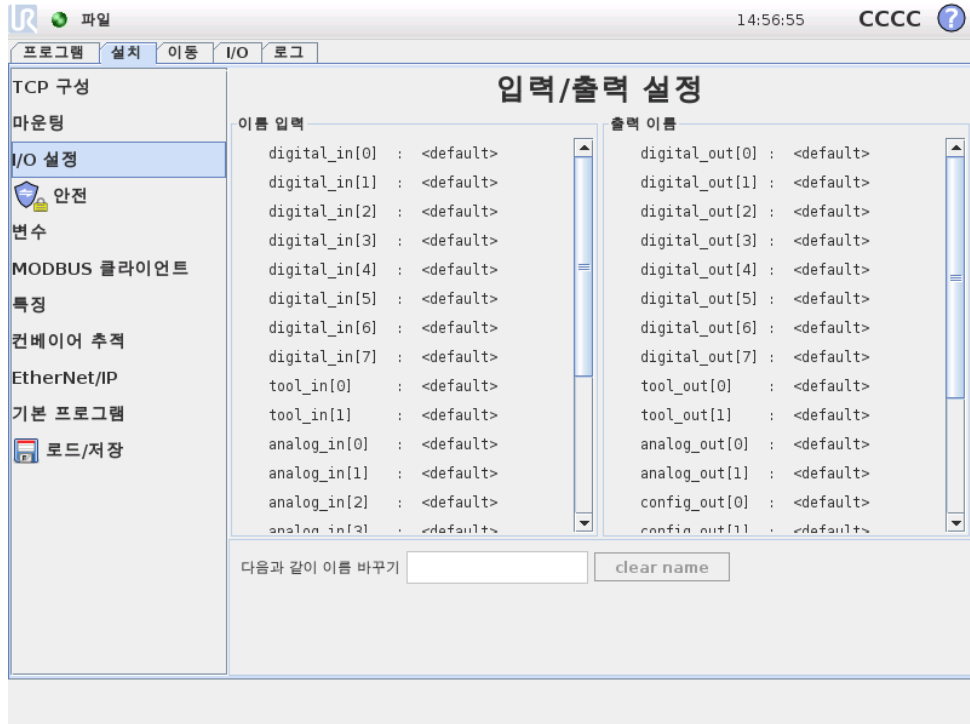 UR 파일 14:56:55 CCCC ?
프로그램 설치 이동 I/O 로그
TCP 구성
마운팅
I/O 설정
안전
변수
MODBUS 클라이언트
특징
컨베이어 추적
EtherNet/IP
기본 프로그램
로드/저장
입력/출력 설정
이름 입력
digital_in[0] : <default>
digital_in[1] : <default>
digital_in[2] : <default>
digital_in[3] : <default>
digital_in[4] : <default>
digital_in[5] : <default>
digital_in[6] : <default>
digital_in[7] : <default>
tool_in[0] : <default>
tool_in[1] : <default>
analog_in[0] : <default>
analog_in[1] : <default>
analog_in[2] : <default>
analog_in[3] : <default>
출력 이름
digital_out[0] : <default>
digital_out[1] : <default>
digital_out[2] : <default>
digital_out[3] : <default>
digital_out[4] : <default>
digital_out[5] : <default>
digital_out[6] : <default>
digital_out[7] : <default>
tool_out[0] : <default>
tool_out[1] : <default>
analog_out[0] : <default>
analog_out[1] : <default>
config_out[0] : <default>
config_out[1] : <default>
다음과 같이 이름 바꾸기 clear name